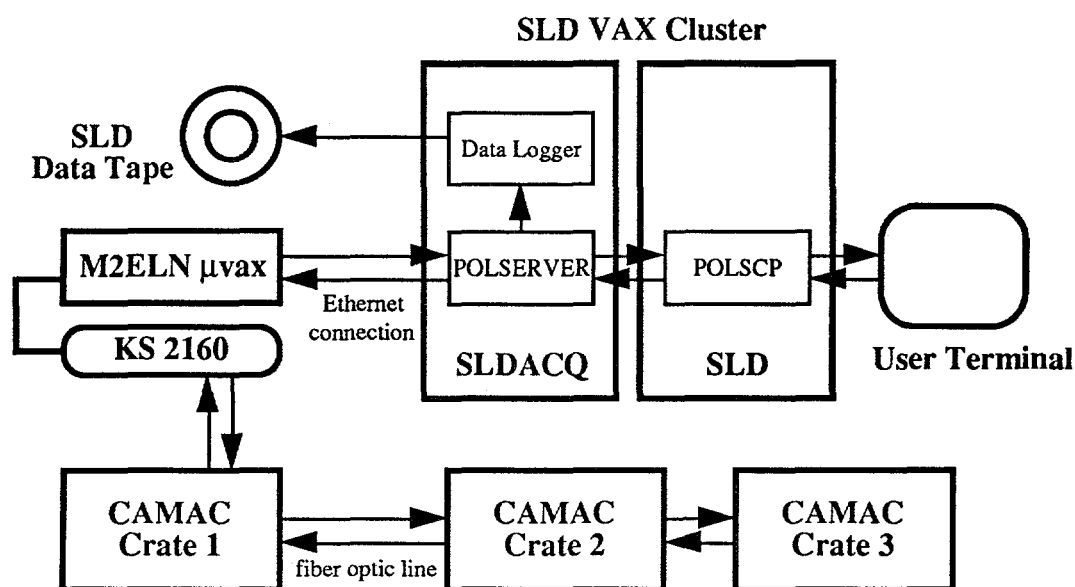 SLD VAX Cluster
SLD
Data Tape
Data Logger
M2ELN μvax
POLSERVER
POLSCP
Ethernet
connection
KS 2160
SLDACQ
SLD
User Terminal
CAMAC
Crate 1
fiber optic line
CAMAC
Crate 2
CAMAC
Crate 3